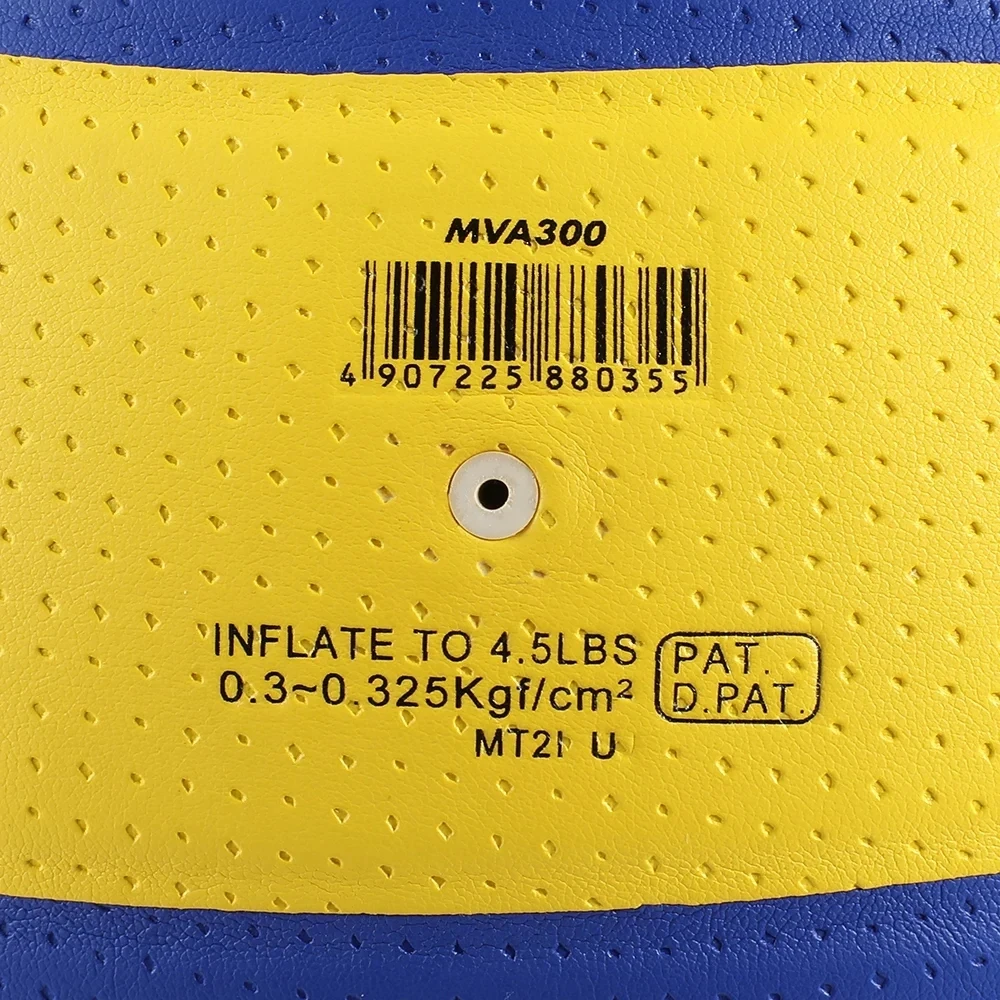 MVA300
4 907225 880355
INFLATE TO 4.5LBS
0.3~0.325Kgf/cm²
PAT.
D.PAT.
MT2I U